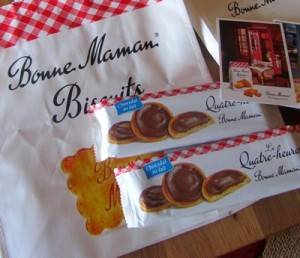 Bonne Maman
Biscuits
Chocolat
au lait
Quatre-heures
Bonne Maman
Chocolat
au lait
Le
Quatre-heures
Bonne Maman
Bonne Maman